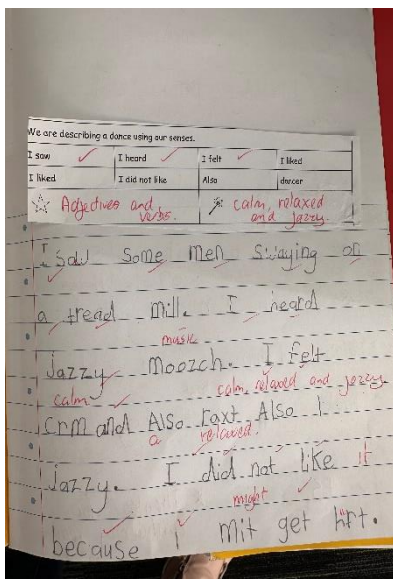 We are describing a dance using our senses.
I saw I heard I felt I liked
I liked I did not like Also dancer
Adjectives and verbs. calm, relaxed and jazzy.
I saw some men swaying on
a tread mill. I heard
music
jazzy moozch. I felt
calm calm, relaxed and jazzy.
crm and Also raxt Also I
a relaxed.
jazzy. I did not like it
might
because I mit get hrt.